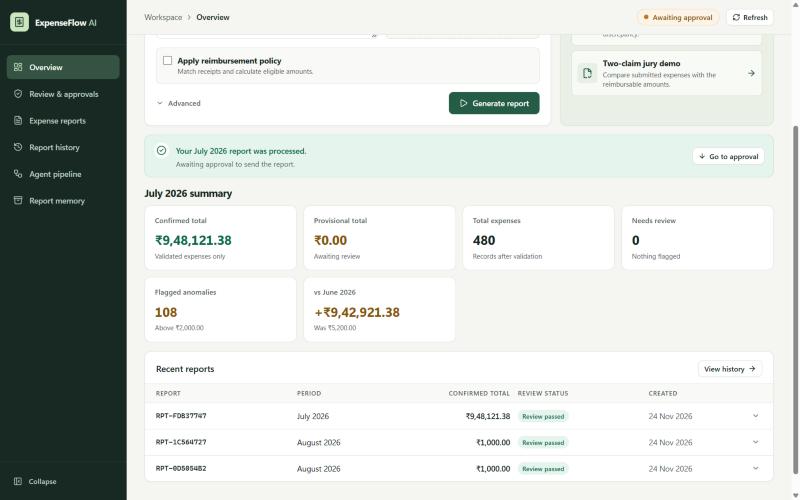 ExpenseFlow AI
Overview
Review & approvals
Expense reports
Report history
Agent pipeline
Report memory
Collapse
Workspace > Overview
Awaiting approval
Refresh
Apply reimbursement policy
Match receipts and calculate eligible amounts.
Advanced
Generate report
discrepancy.
Two-claim jury demo
Compare submitted expenses with the
reimbursable amounts.
Your July 2026 report was processed.
Awaiting approval to send the report.
Go to approval
July 2026 summary
Confirmed total
₹9,48,121.38
Validated expenses only
Provisional total
₹0.00
Awaiting review
Total expenses
480
Records after validation
Needs review
0
Nothing flagged
Flagged anomalies
108
Above ₹2,000.00
vs June 2026
+₹9,42,921.38
Was ₹5,200.00
Recent reports
View history
REPORT PERIOD CONFIRMED TOTAL REVIEW STATUS CREATED
RPT-FDB37747 July 2026 ₹9,48,121.38 Review passed 24 Nov 2026
RPT-1C564727 August 2026 ₹1,000.00 Review passed 24 Nov 2026
RPT-0D5054B2 August 2026 ₹1,000.00 Review passed 24 Nov 2026